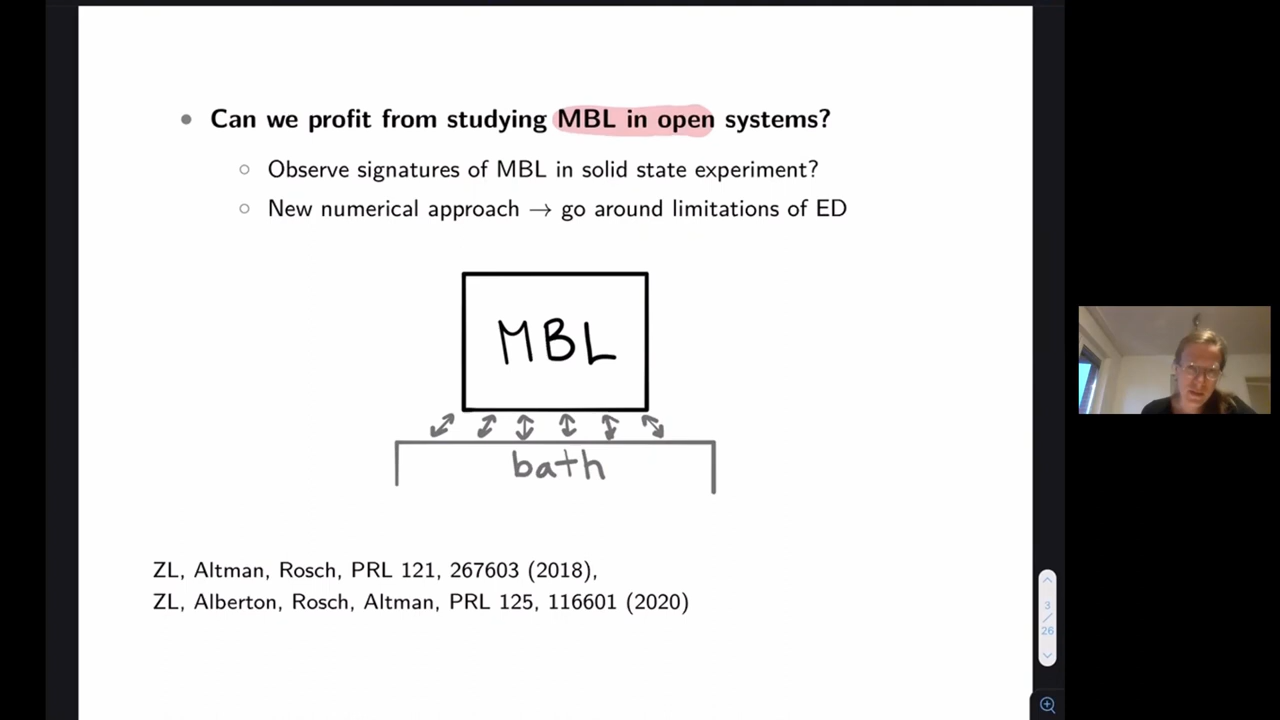 Can we profit from studying MBL in open systems?
Observe signatures of MBL in solid state experiment?
New numerical approach → go around limitations of ED
MBL
bath
ZL, Altman, Rosch, PRL 121, 267603 (2018),
ZL, Alberton, Rosch, Altman, PRL 125, 116601 (2020)
3
/
26